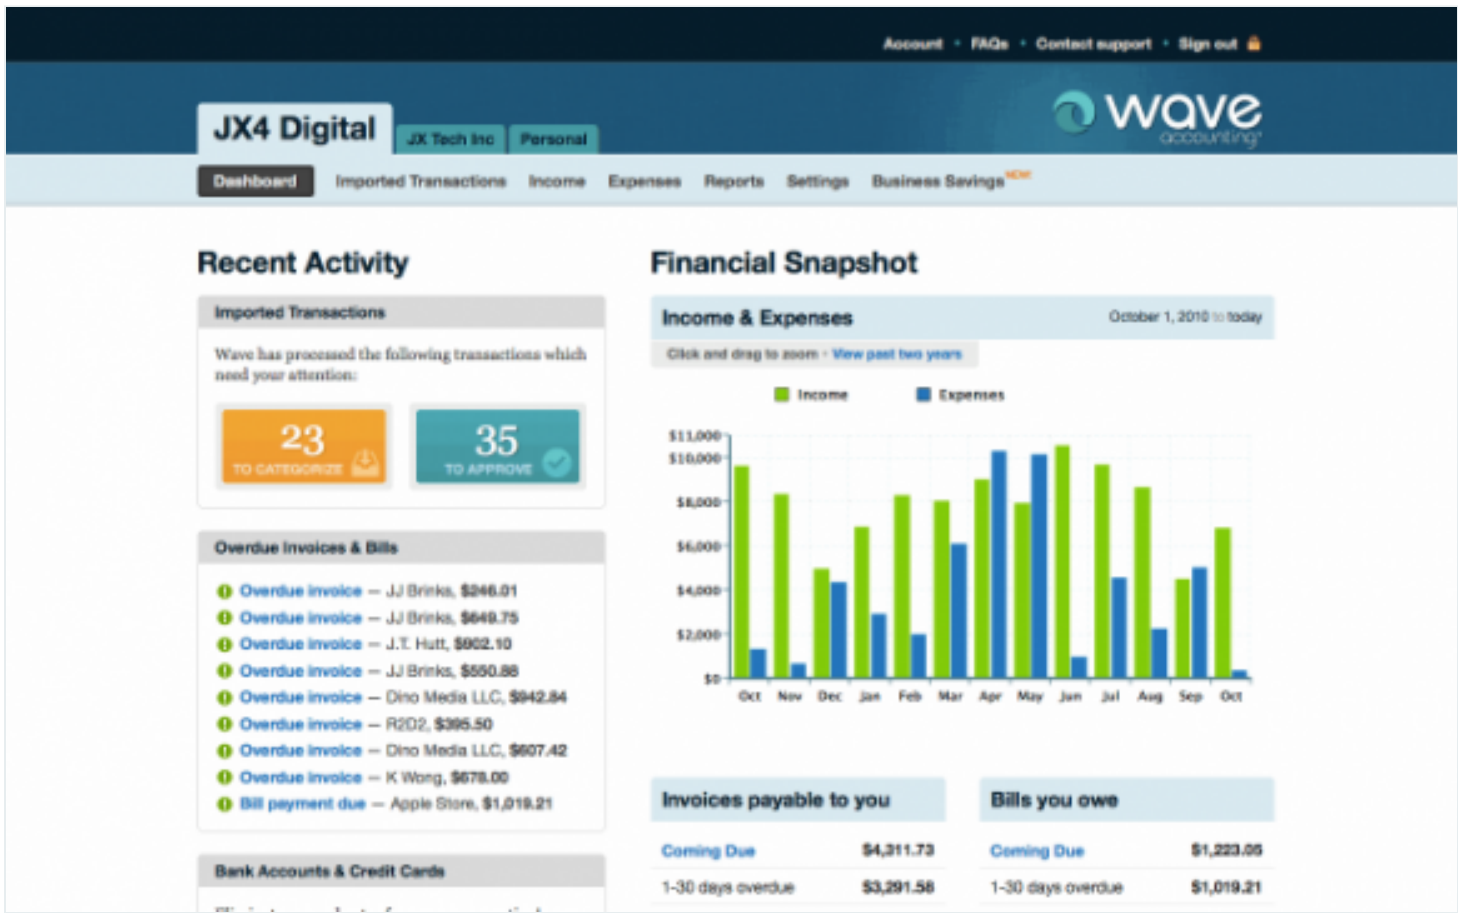 Account • FAQs • Contact support • Sign out
wave
accounting
JX4 Digital JX Tech Inc Personal
Dashboard Imported Transactions Income Expenses Reports Settings Business Savings NEW!
Recent Activity
Imported Transactions
Wave has processed the following transactions which
need your attention:
23
TO CATEGORIZE
35
TO APPROVE
Overdue Invoices & Bills
Overdue invoice — JJ Brinks, $246.01
Overdue invoice — JJ Brinks, $649.75
Overdue invoice — J.T. Hutt, $902.10
Overdue invoice — JJ Brinks, $550.88
Overdue invoice — Dino Media LLC, $942.84
Overdue invoice — R2D2, $395.50
Overdue invoice — Dino Media LLC, $607.42
Overdue invoice — K Wong, $678.00
Bill payment due — Apple Store, $1,019.21
Bank Accounts & Credit Cards
Financial Snapshot
Income & Expenses October 1, 2010 to today
Click and drag to zoom - View past two years
Income Expenses
$11,000
$10,000
$8,000
$6,000
$4,000
$2,000
$0
Oct Nov Dec Jan Feb Mar Apr May Jun Jul Aug Sep Oct
Invoices payable to you
Coming Due $4,311.73
1-30 days overdue $3,291.58
Bills you owe
Coming Due $1,223.05
1-30 days overdue $1,019.21